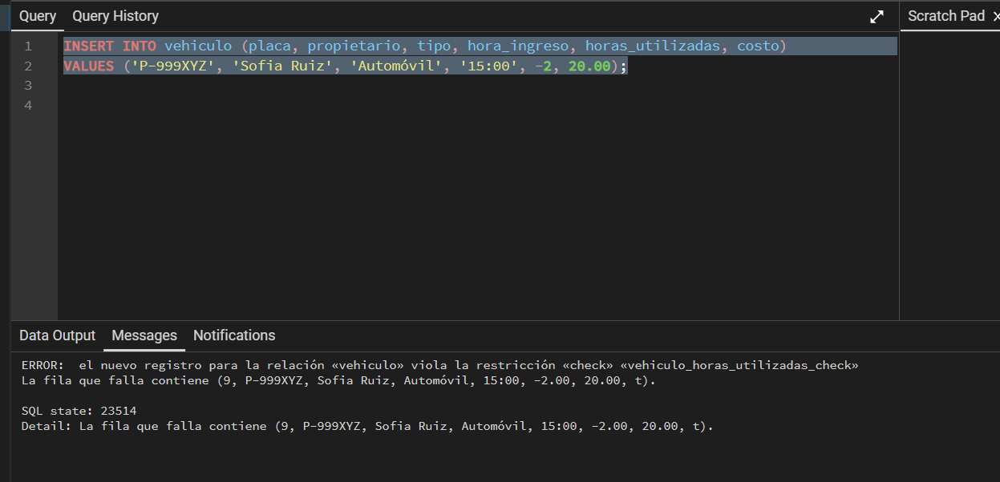 Query Query History Scratch Pad
1 INSERT INTO vehiculo (placa, propietario, tipo, hora_ingreso, horas_utilizadas, costo)
2 VALUES ('P-999XYZ', 'Sofia Ruiz', 'Automóvil', '15:00', -2, 20.00);
3
4
Data Output Messages Notifications
ERROR:  el nuevo registro para la relación «vehiculo» viola la restricción «check» «vehiculo_horas_utilizadas_check»
La fila que falla contiene (9, P-999XYZ, Sofia Ruiz, Automóvil, 15:00, -2.00, 20.00, t).
SQL state: 23514
Detail: La fila que falla contiene (9, P-999XYZ, Sofia Ruiz, Automóvil, 15:00, -2.00, 20.00, t).